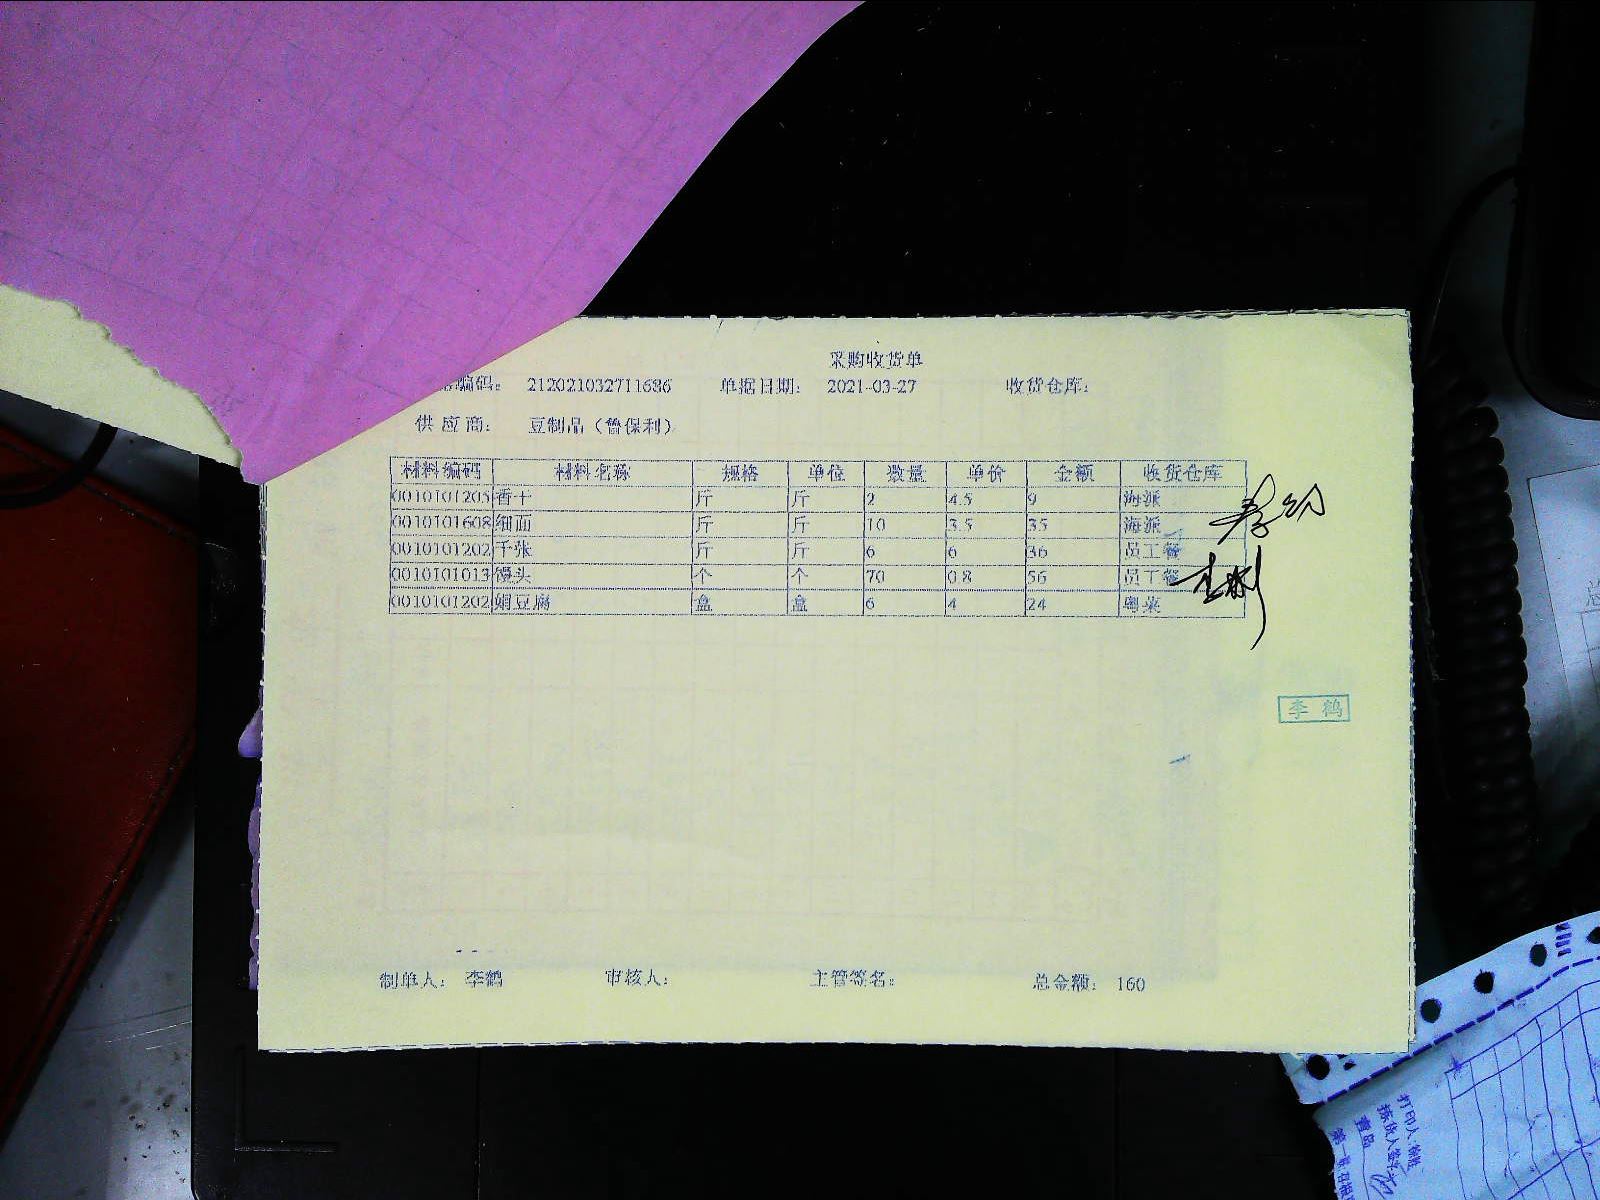 采购收货单
编码： 212021032711686 单据日期： 2021-03-27 收货仓库：
供应商： 豆制品（鲁保利）
材料编码 材料名称 规格 单位 数量 单价 金额 收货仓库
0010101205 香干 斤 斤 2 4.5 9 海派
0010101608 细面 斤 斤 10 3.5 35 海派
0010101202 千张 斤 斤 6 6 36 员工餐
0010101013 馒头 个 个 70 0.8 56 员工餐
0010101202 豆腐 盒 盒 6 4 24 粤菜
李鹤
制单人： 李鹤 审核人： 主管签名： 总金额： 160
打印人
青岛